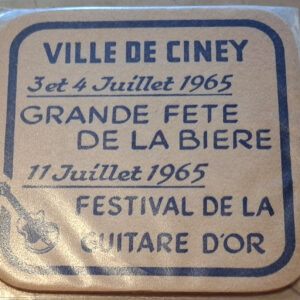 VILLE DE CINEY
3 et 4 Juillet 1965
GRANDE FETE
DE LA BIERE
11 Juillet 1965
FESTIVAL DE LA
GUITARE D'OR